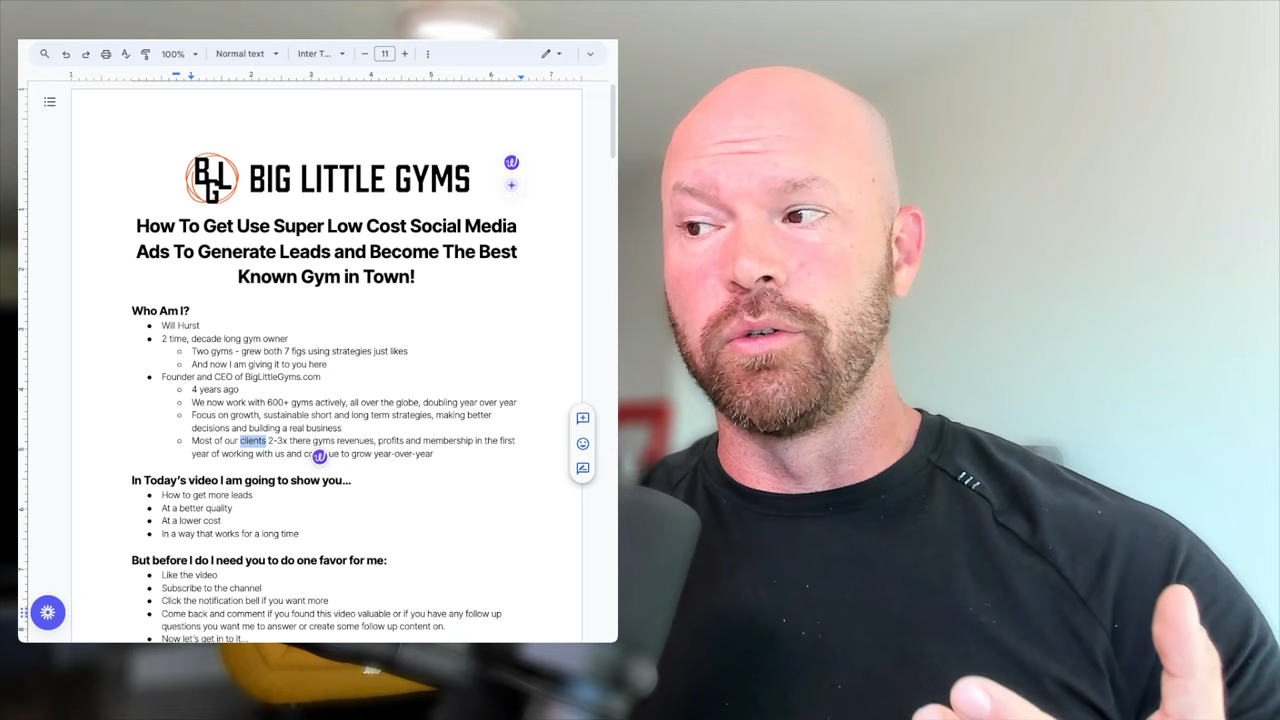 100%
Normal text
Inter T...
11
1 1 2 3 4 5 6 7
BGL BIG LITTLE GYMS
How To Get Use Super Low Cost Social Media
Ads To Generate Leads and Become The Best
Known Gym in Town!
Who Am I?
Will Hurst
2 time, decade long gym owner
Two gyms - grew both 7 figs using strategies just likes
And now I am giving it to you here
Founder and CEO of BigLittleGyms.com
4 years ago
We now work with 600+ gyms actively, all over the globe, doubling year over year
Focus on growth, sustainable short and long term strategies, making better
decisions and building a real business
Most of our clients 2-3x there gyms revenues, profits and membership in the first
year of working with us and co ue to grow year-over-year
In Today's video I am going to show you...
How to get more leads
At a better quality
At a lower cost
In a way that works for a long time
But before I do I need you to do one favor for me:
Like the video
Subscribe to the channel
Click the notification bell if you want more
Come back and comment if you found this video valuable or if you have any follow up
questions you want me to answer or create some follow up content on.
Now let's get in to it...